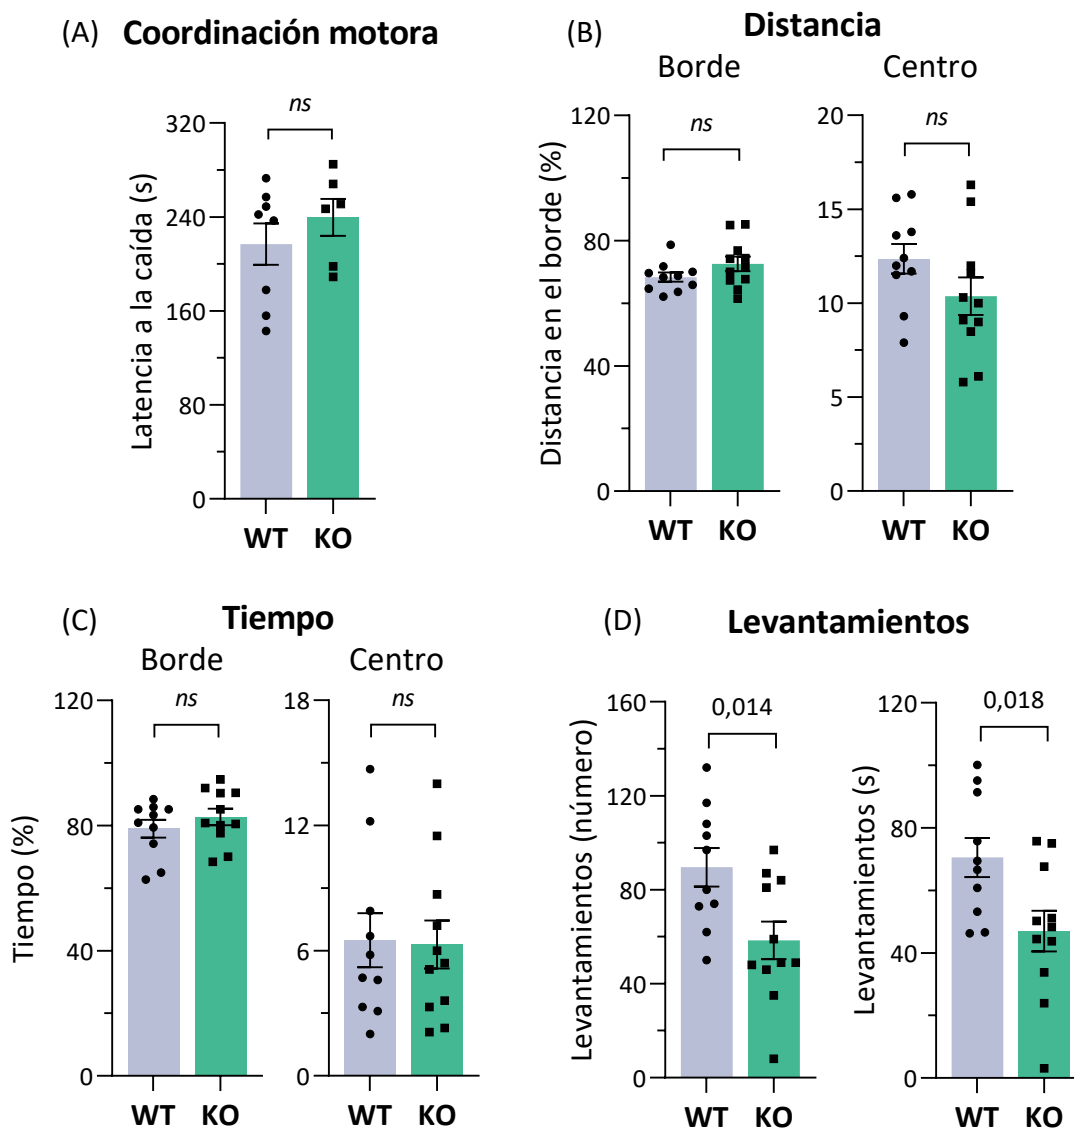 (A) Coordinación motora
Latencia a la caída (s)
320
240
160
80
0
ns
WT KO
(B) Distancia
Borde
Distancia en el borde (%)
120
80
40
0
ns
WT KO
Centro
20
15
10
5
0
ns
WT KO
(C) Tiempo
Borde
Tiempo (%)
120
80
40
0
ns
WT KO
Centro
18
12
6
0
ns
WT KO
(D) Levantamientos
Levantamientos (número)
160
120
80
40
0
0,014
WT KO
Levantamientos (s)
120
80
40
0
0,018
WT KO